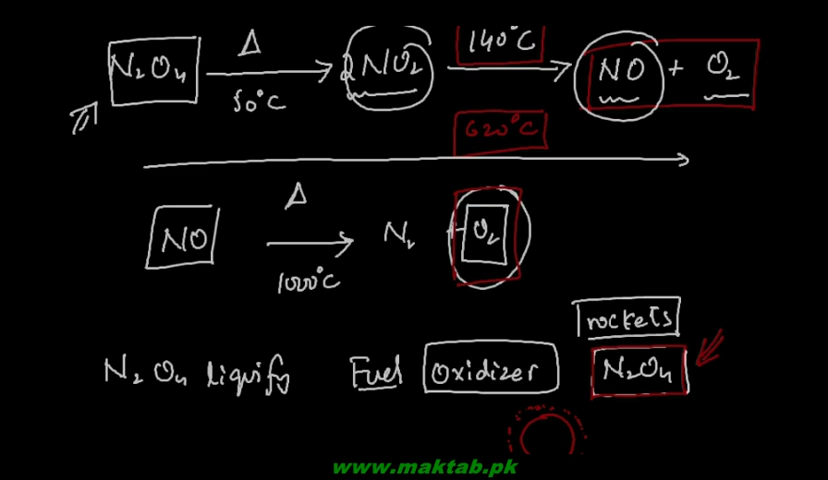 N₂O₄ Δ 50°C 2NO₂ 140°C NO + O₂
620°C
NO Δ 1000°C N₂ + O₂
rockets
N₂O₄ liquify Fuel Oxidizer N₂O₄
www.maktab.pk